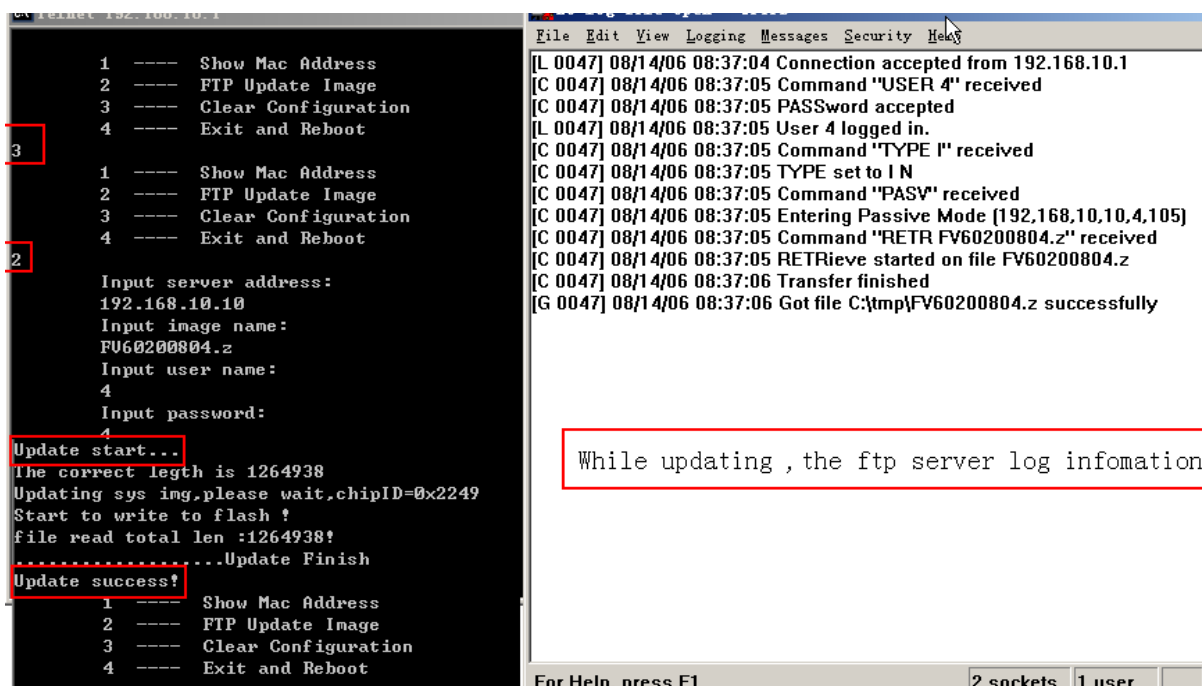 Telnet 192.168.10.1
1 ---- Show Mac Address
2 ---- FTP Update Image
3 ---- Clear Configuration
4 ---- Exit and Reboot
3
1 ---- Show Mac Address
2 ---- FTP Update Image
3 ---- Clear Configuration
4 ---- Exit and Reboot
2
Input server address:
192.168.10.10
Input image name:
FV60200804.z
Input user name:
4
Input password:
4
Update start...
The correct legth is 1264938
Updating sys img,please wait,chipID=0x2249
Start to write to flash !
file read total len :1264938!
...................Update Finish
Update success!
1 ---- Show Mac Address
2 ---- FTP Update Image
3 ---- Clear Configuration
4 ---- Exit and Reboot
File Edit View Logging Messages Security Help
[L 0047] 08/14/06 08:37:04 Connection accepted from 192.168.10.1
[C 0047] 08/14/06 08:37:05 Command "USER 4" received
[C 0047] 08/14/06 08:37:05 PASSword accepted
[L 0047] 08/14/06 08:37:05 User 4 logged in.
[C 0047] 08/14/06 08:37:05 Command "TYPE I" received
[C 0047] 08/14/06 08:37:05 TYPE set to I N
[C 0047] 08/14/06 08:37:05 Command "PASV" received
[C 0047] 08/14/06 08:37:05 Entering Passive Mode (192,168,10,10,4,105)
[C 0047] 08/14/06 08:37:05 Command "RETR FV60200804.z" received
[C 0047] 08/14/06 08:37:05 RETRieve started on file FV60200804.z
[C 0047] 08/14/06 08:37:06 Transfer finished
[G 0047] 08/14/06 08:37:06 Got file C:\tmp\FV60200804.z successfully
While updating ,the ftp server log infomation
For Help, press F1
2 sockets
1 user